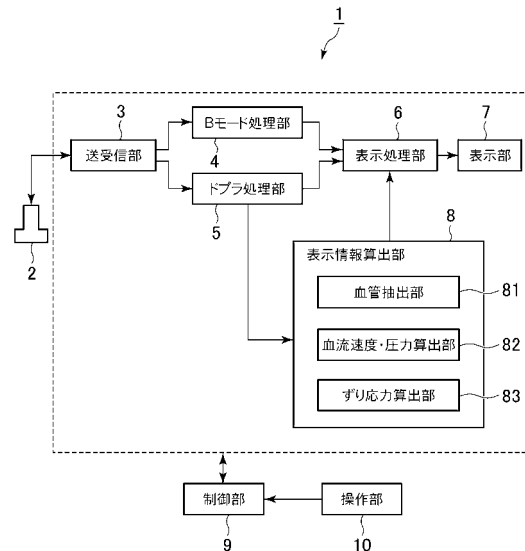 1
3
送受信部
Bモード処理部
4
ドプラ処理部
5
6
表示処理部
7
表示部
2
8
表示情報算出部
血管抽出部
81
血流速度・圧力算出部
82
ずり応力算出部
83
制御部
9
操作部
10